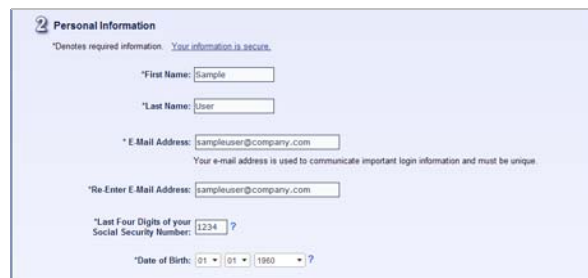 2 Personal Information
*Denotes required information. Your information is secure.
*First Name: Sample
*Last Name: User
* E-Mail Address: sampleuser@company.com
Your e-mail address is used to communicate important login information and must be unique.
*Re-Enter E-Mail Address: sampleuser@company.com
*Last Four Digits of your
Social Security Number: 1234 ?
*Date of Birth: 01 01 1960 ?